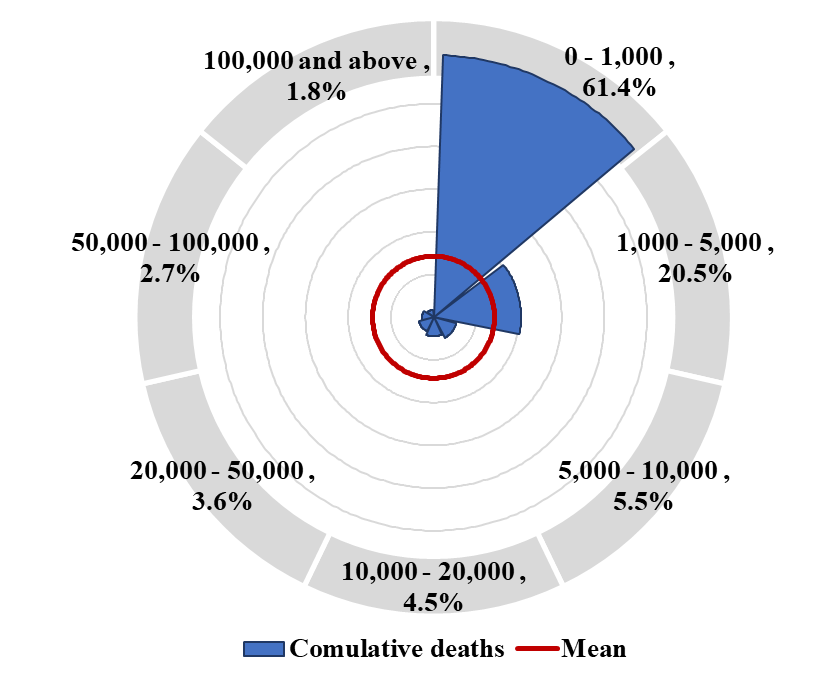 0 - 1,000 ,
61.4%
1,000 - 5,000 ,
20.5%
5,000 - 10,000 ,
5.5%
10,000 - 20,000 ,
4.5%
20,000 - 50,000 ,
3.6%
50,000 - 100,000 ,
2.7%
100,000 and above ,
1.8%
Comulative deaths
Mean